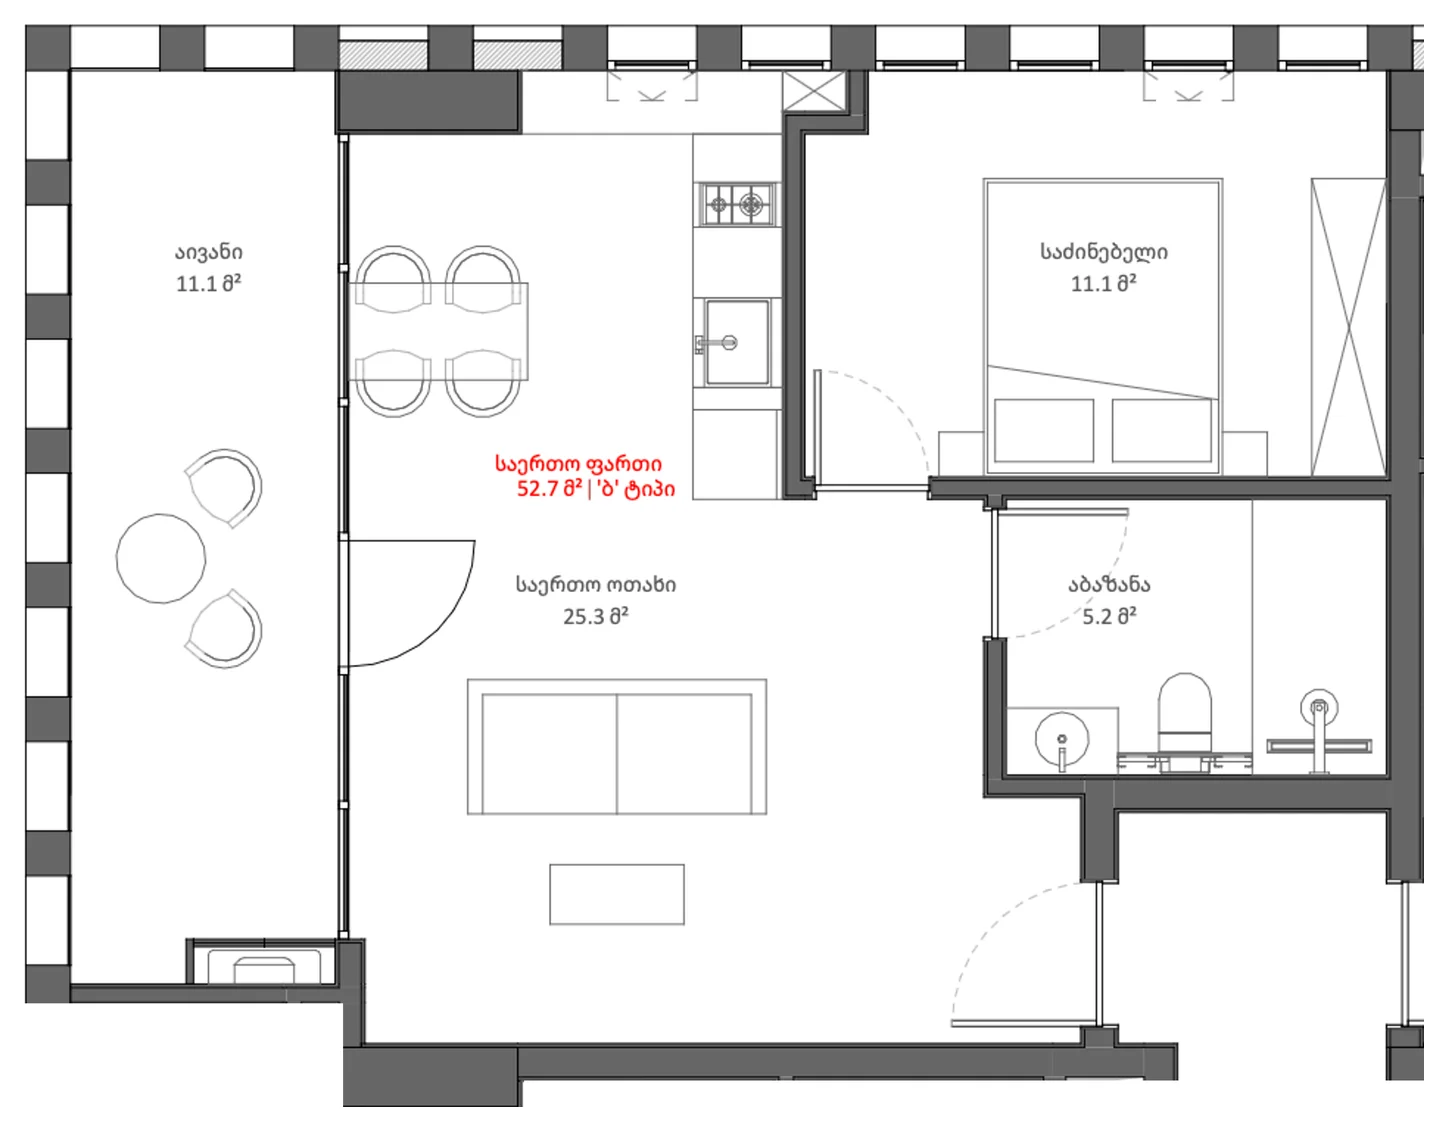 აივანი
11.1 მ²
საძინებელი
11.1 მ²
საერთო ფართი
52.7 მ² | 'ბ' ტიპი
საერთო ოთახი
25.3 მ²
აბაზანა
5.2 მ²